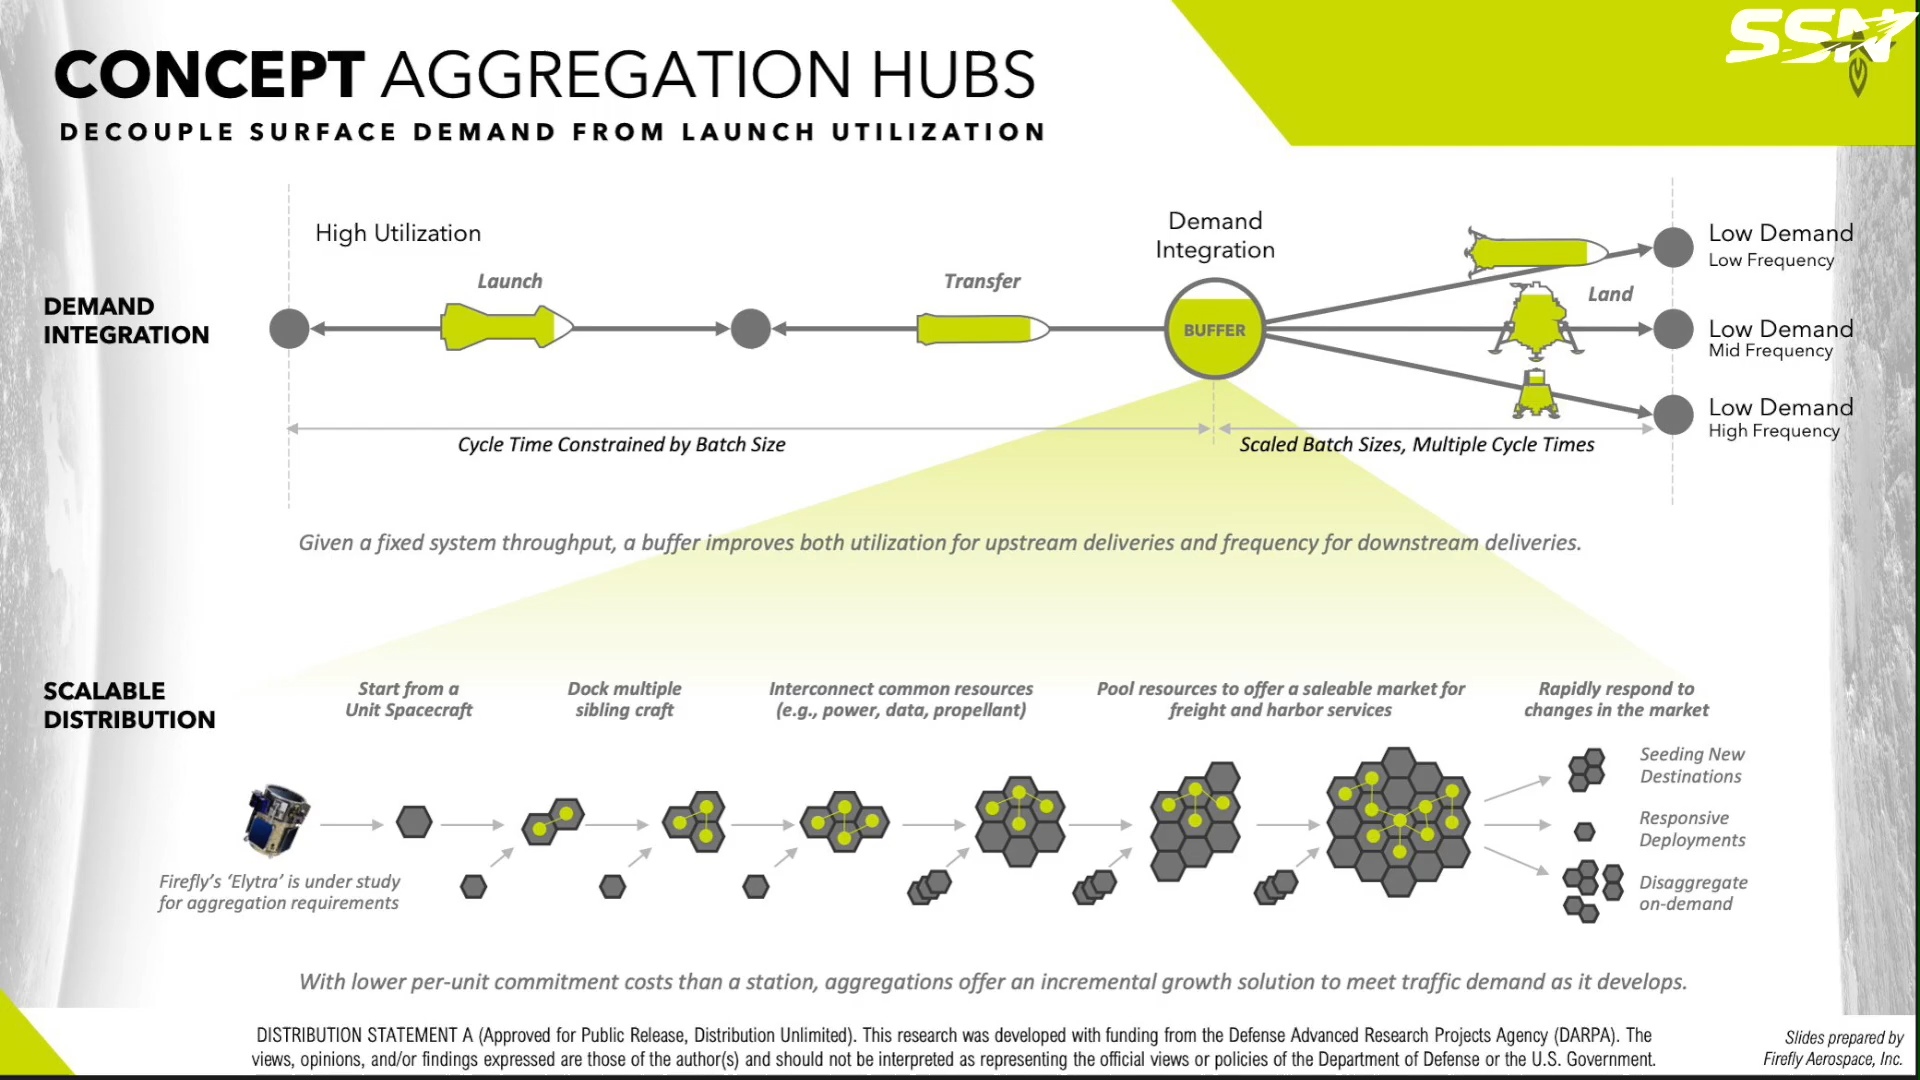 SSN
CONCEPT AGGREGATION HUBS
DECOUPLE SURFACE DEMAND FROM LAUNCH UTILIZATION
DEMAND
INTEGRATION
High Utilization
Launch
Transfer
Demand
Integration
BUFFER
Land
Low Demand
Low Frequency
Low Demand
Mid Frequency
Low Demand
High Frequency
Cycle Time Constrained by Batch Size
Scaled Batch Sizes, Multiple Cycle Times
Given a fixed system throughput, a buffer improves both utilization for upstream deliveries and frequency for downstream deliveries.
SCALABLE
DISTRIBUTION
Start from a
Unit Spacecraft
Dock multiple
sibling craft
Interconnect common resources
(e.g., power, data, propellant)
Pool resources to offer a saleable market for
freight and harbor services
Rapidly respond to
changes in the market
Firefly's 'Elytra' is under study
for aggregation requirements
Seeding New
Destinations
Responsive
Deployments
Disaggregate
on-demand
With lower per-unit commitment costs than a station, aggregations offer an incremental growth solution to meet traffic demand as it develops.
DISTRIBUTION STATEMENT A (Approved for Public Release, Distribution Unlimited). This research was developed with funding from the Defense Advanced Research Projects Agency (DARPA). The
views, opinions, and/or findings expressed are those of the author(s) and should not be interpreted as representing the official views or policies of the Department of Defense or the U.S. Government.
Slides prepared by
Firefly Aerospace, Inc.